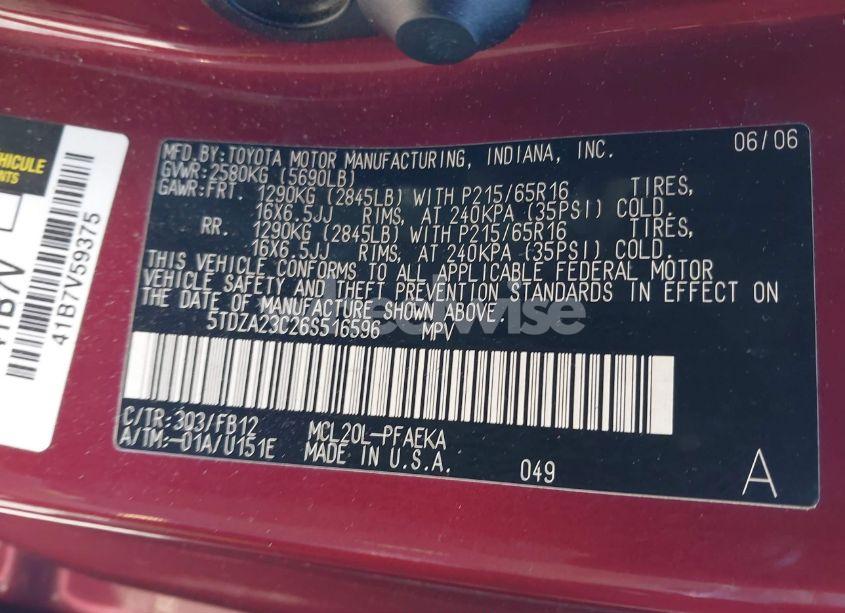 VEHICULE
41B7V
41B7V59375
MFD.BY:TOYOTA MOTOR MANUFACTURING, INDIANA, INC. 06/06
GVWR:2580KG (5690LB)
GAWR:FRT. 1290KG (2845LB) WITH P215/65R16 TIRES,
16X6.5JJ RIMS, AT 240KPA (35PSI) COLD.
RR. 1290KG (2845LB) WITH P215/65R16 TIRES,
16X6.5JJ RIMS, AT 240KPA (35PSI) COLD.
THIS VEHICLE CONFORMS TO ALL APPLICABLE FEDERAL MOTOR
VEHICLE SAFETY AND THEFT PREVENTION STANDARDS IN EFFECT ON
THE DATE OF MANUFACTURE SHOWN ABOVE.
5TDZA23C26S516596 MPV
C/TR:303/FB12 MCL20L-PFAEKA
A/TM:-01A/U151E MADE IN U.S.A. 049 A